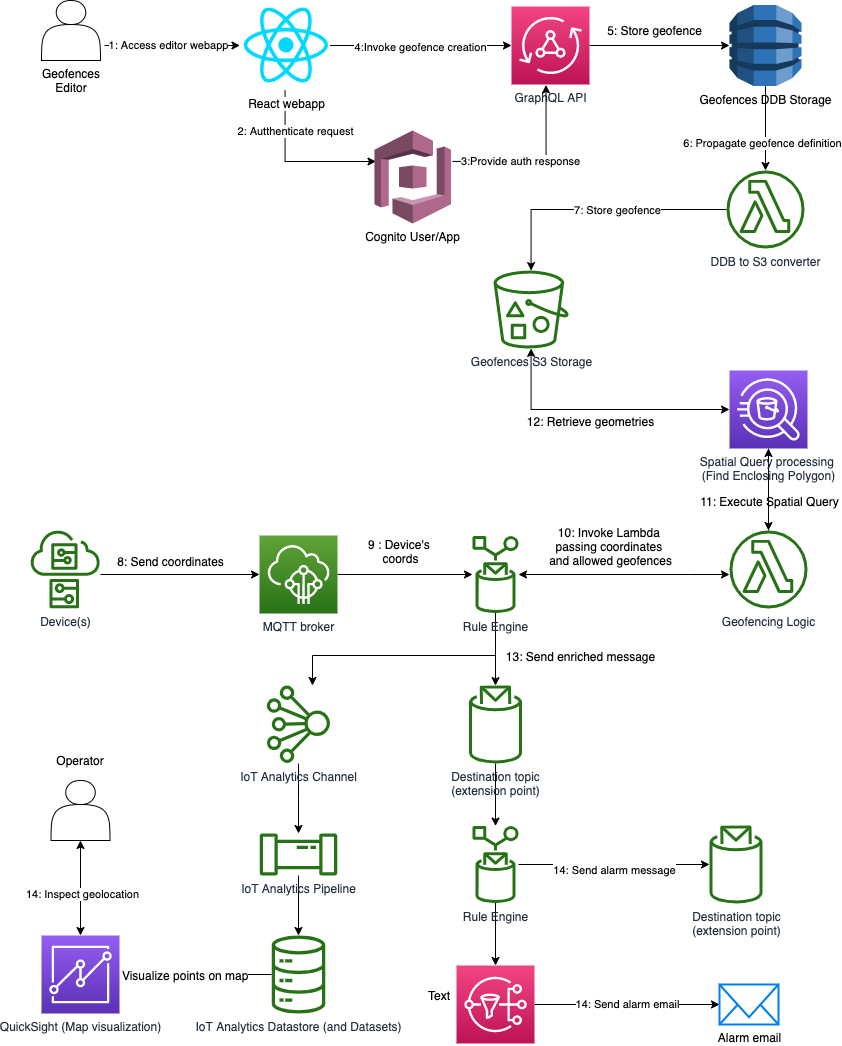 1: Access editor webapp
4:Invoke geofence creation
5: Store geofence
Geofences
Editor
React webapp
GraphQL API
Geofences DDB Storage
2: Authenticate request
3:Provide auth response
6: Propagate geofence definition
Cognito User/App
7: Store geofence
DDB to S3 converter
Geofences S3 Storage
12: Retrieve geometries
Spatial Query processing
(Find Enclosing Polygon)
11: Execute Spatial Query
8: Send coordinates
9 : Device's
coords
10: Invoke Lambda
passing coordinates
and allowed geofences
Device(s)
MQTT broker
Rule Engine
Geofencing Logic
13: Send enriched message
Operator
IoT Analytics Channel
Destination topic
(extension point)
14: Inspect geolocation
IoT Analytics Pipeline
14: Send alarm message
Rule Engine
Destination topic
(extension point)
Visualize points on map
Text
14: Send alarm email
QuickSight (Map visualization)
IoT Analytics Datastore (and Datasets)
Alarm email